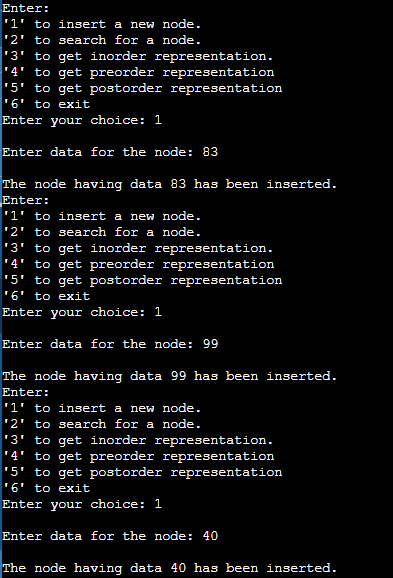 Enter:
'1' to insert a new node.
'2' to search for a node.
'3' to get inorder representation.
'4' to get preorder representation
'5' to get postorder representation
'6' to exit
Enter your choice: 1
Enter data for the node: 83
The node having data 83 has been inserted.
Enter:
'1' to insert a new node.
'2' to search for a node.
'3' to get inorder representation.
'4' to get preorder representation
'5' to get postorder representation
'6' to exit
Enter your choice: 1
Enter data for the node: 99
The node having data 99 has been inserted.
Enter:
'1' to insert a new node.
'2' to search for a node.
'3' to get inorder representation.
'4' to get preorder representation
'5' to get postorder representation
'6' to exit
Enter your choice: 1
Enter data for the node: 40
The node having data 40 has been inserted.